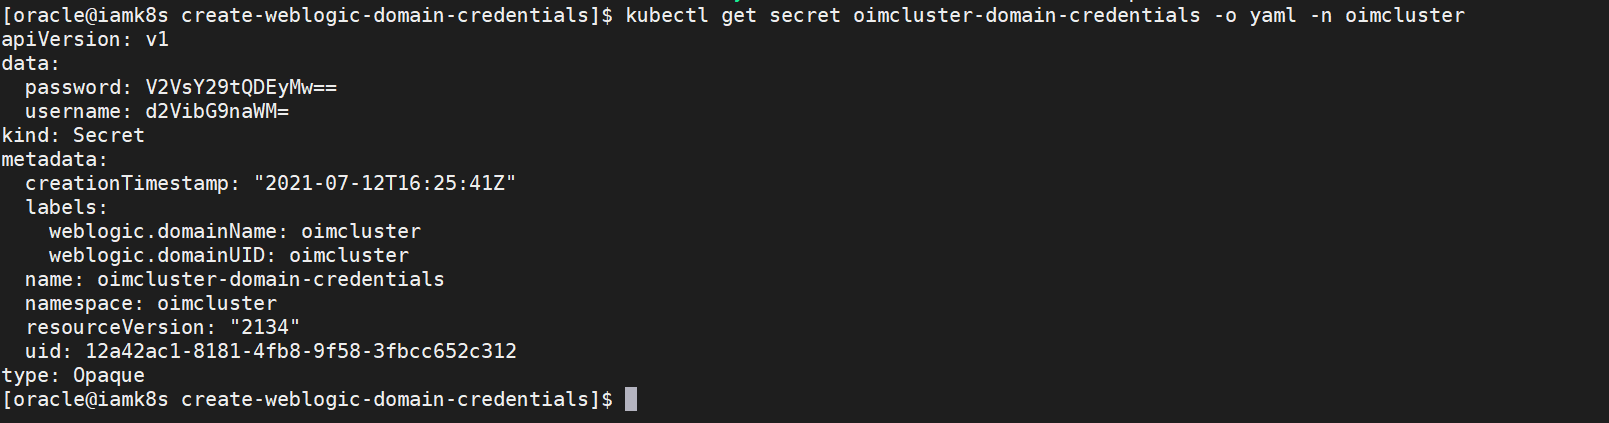 [oracle@iamk8s create-weblogic-domain-credentials]$ kubectl get secret oimcluster-domain-credentials -o yaml -n oimcluster
apiVersion: v1
data:
  password: V2VsY29tQDEyMw==
  username: d2VibG9naWM=
kind: Secret
metadata:
  creationTimestamp: "2021-07-12T16:25:41Z"
  labels:
    weblogic.domainName: oimcluster
    weblogic.domainUID: oimcluster
  name: oimcluster-domain-credentials
  namespace: oimcluster
  resourceVersion: "2134"
  uid: 12a42ac1-8181-4fb8-9f58-3fbcc652c312
type: Opaque
[oracle@iamk8s create-weblogic-domain-credentials]$